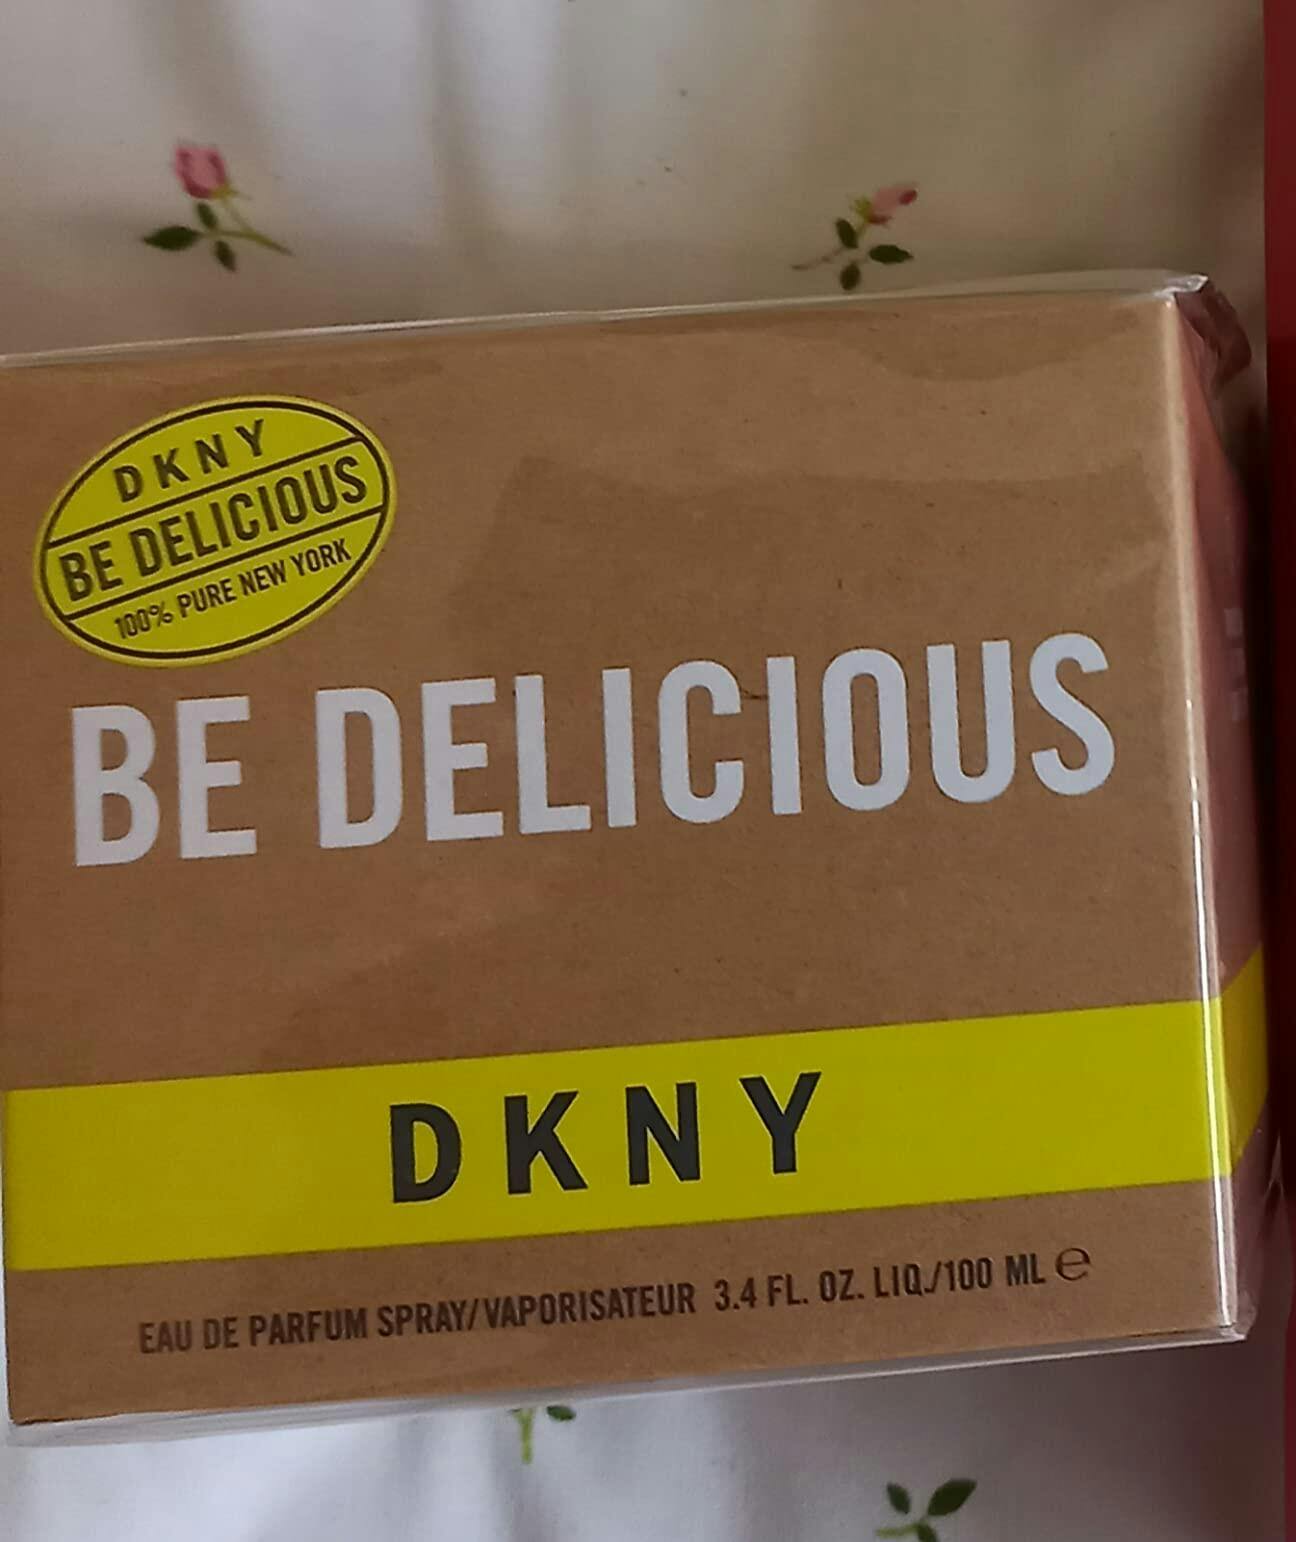 DKNY
BE DELICIOUS
100% PURE NEW YORK
BE DELICIOUS
DKNY
EAU DE PARFUM SPRAY/VAPORISATEUR 3.4 FL. OZ. LIQ./100 ML ℮